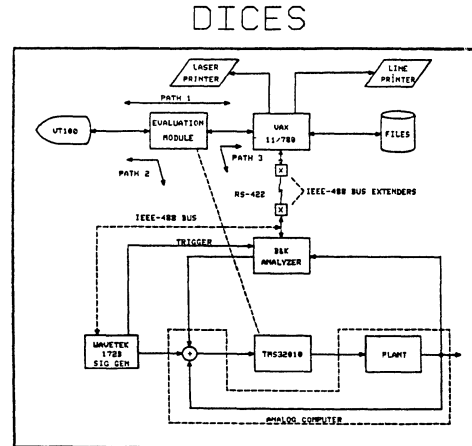 DICES
LASER
PRINTER
LINE
PRINTER
PATH 1
VT100
EVALUATION
MODULE
VAX
11/780
FILES
PATH 2
PATH 3
RS-422
X
X
IEEE-488 BUS EXTENDERS
IEEE-488 BUS
TRIGGER
B&K
ANALYZER
WAVETEK
172B
SIG GEN
+
TMS32010
PLANT
ANALOG COMPUTER